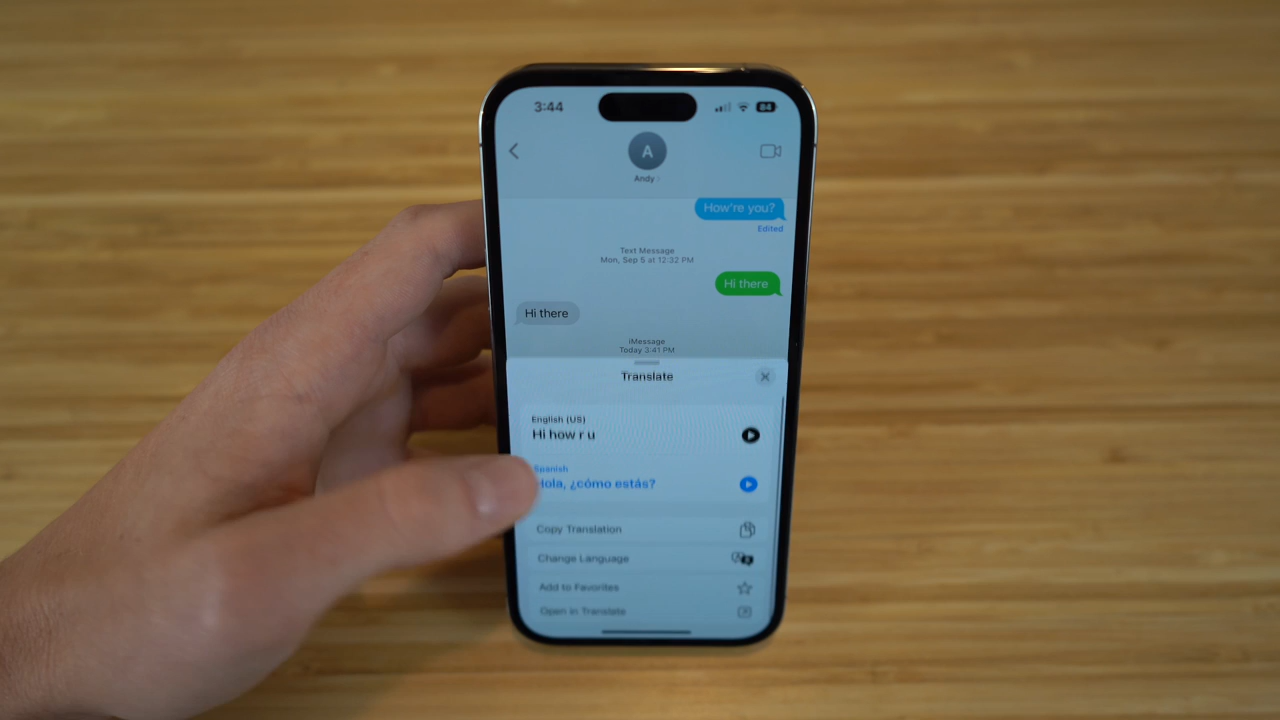 3:44
84
A
Andy
How're you?
Edited
Text Message
Mon, Sep 5 at 12:32 PM
Hi there
Hi there
iMessage
Today 3:41 PM
Translate
English (US)
Hi how r u
Spanish
Hola, ¿cómo estás?
Copy Translation
Change Language
Add to Favorites
Open in Translate